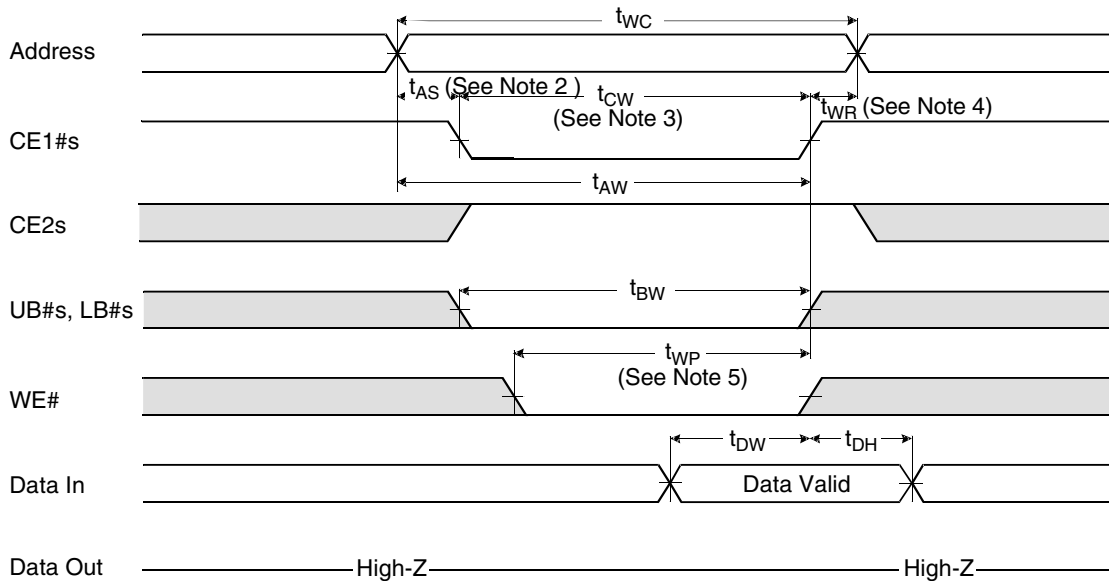 tWC
Address
tAS (See Note 2 )
tCW
(See Note 3)
tWR (See Note 4)
CE1#s
tAW
CE2s
tBW
UB#s, LB#s
tWP
(See Note 5)
WE#
tDW
tDH
Data In
Data Valid
Data Out
High-Z
High-Z